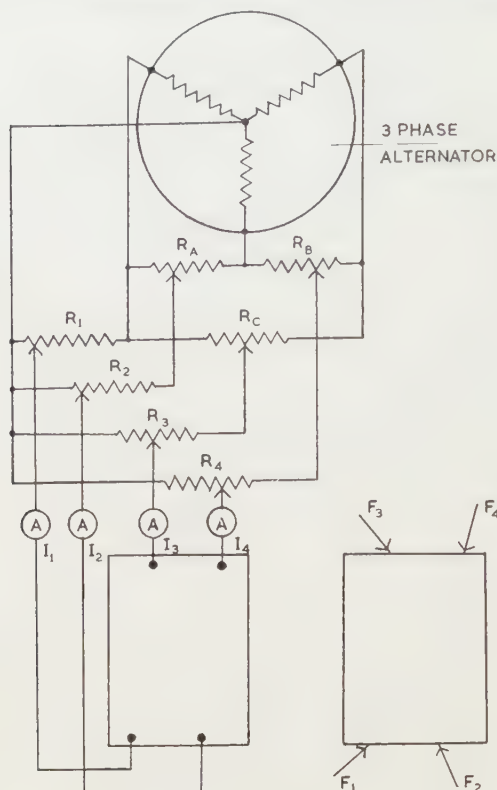 3 PHASE
ALTERNATOR
R_A
R_B
R_1
R_C
R_2
R_3
R_4
A
A
A
A
I_1
I_2
I_3
I_4
F_3
F_4
F_1
F_2